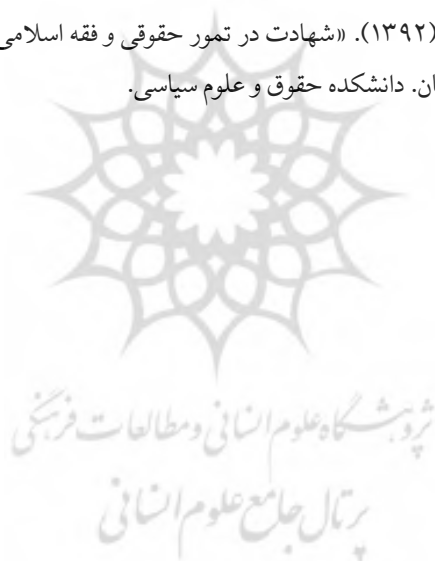 (۱۳۹۲). «شهادت در تمور حقوقی و فقه اسلامی
ان. دانشکده حقوق و علوم سیاسی.
پژوهشگاه علوم انسانی و مطالعات فرهنگی
پرتال جامع علوم انسانی